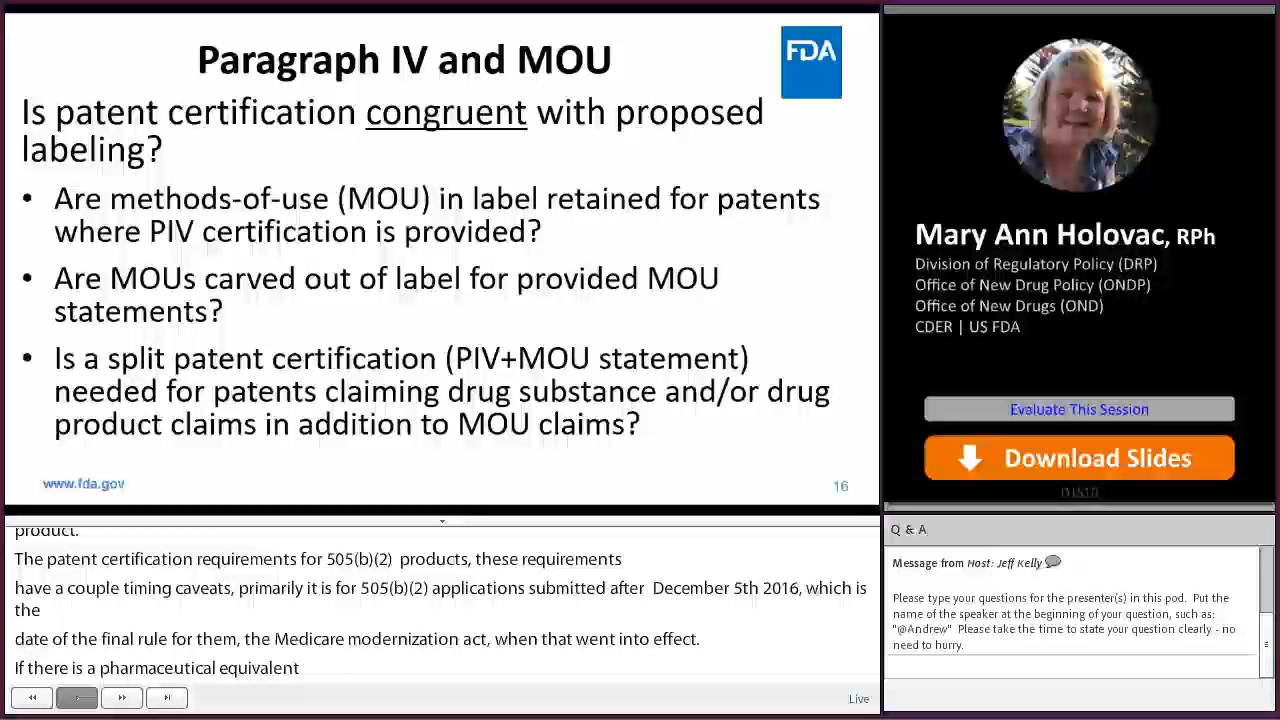 Paragraph IV and MOU
FDA
Is patent certification congruent with proposed
labeling?
• Are methods-of-use (MOU) in label retained for patents
where PIV certification is provided?
• Are MOUs carved out of label for provided MOU
statements?
• Is a split patent certification (PIV+MOU statement)
needed for patents claiming drug substance and/or drug
product claims in addition to MOU claims?
www.fda.gov
16
Mary Ann Holovac, RPh
Division of Regulatory Policy (DRP)
Office of New Drug Policy (ONDP)
Office of New Drugs (OND)
CDER | US FDA
Evaluate This Session
Download Slides
product.
The patent certification requirements for 505(b)(2) products, these requirements
have a couple timing caveats, primarily it is for 505(b)(2) applications submitted after December 5th 2016, which is
the
date of the final rule for them, the Medicare modernization act, when that went into effect.
If there is a pharmaceutical equivalent
Live
Q & A
Message from Host: Jeff Kelly
Please type your questions for the presenter(s) in this pod. Put the
name of the speaker at the beginning of your question, such as:
"@Andrew" Please take the time to state your question clearly - no
need to hurry.